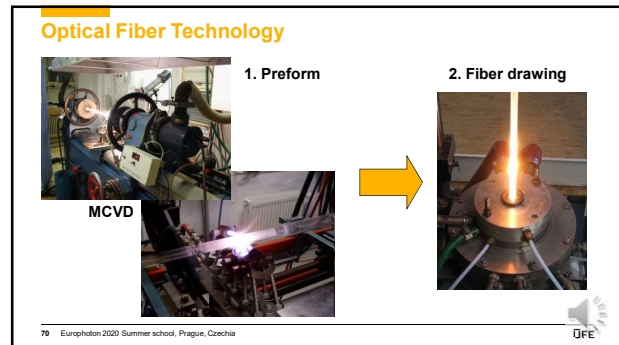 Optical Fiber Technology
1. Preform
2. Fiber drawing
MCVD
70 Europhoton 2020 Summer school, Prague, Czechia
ÚFE